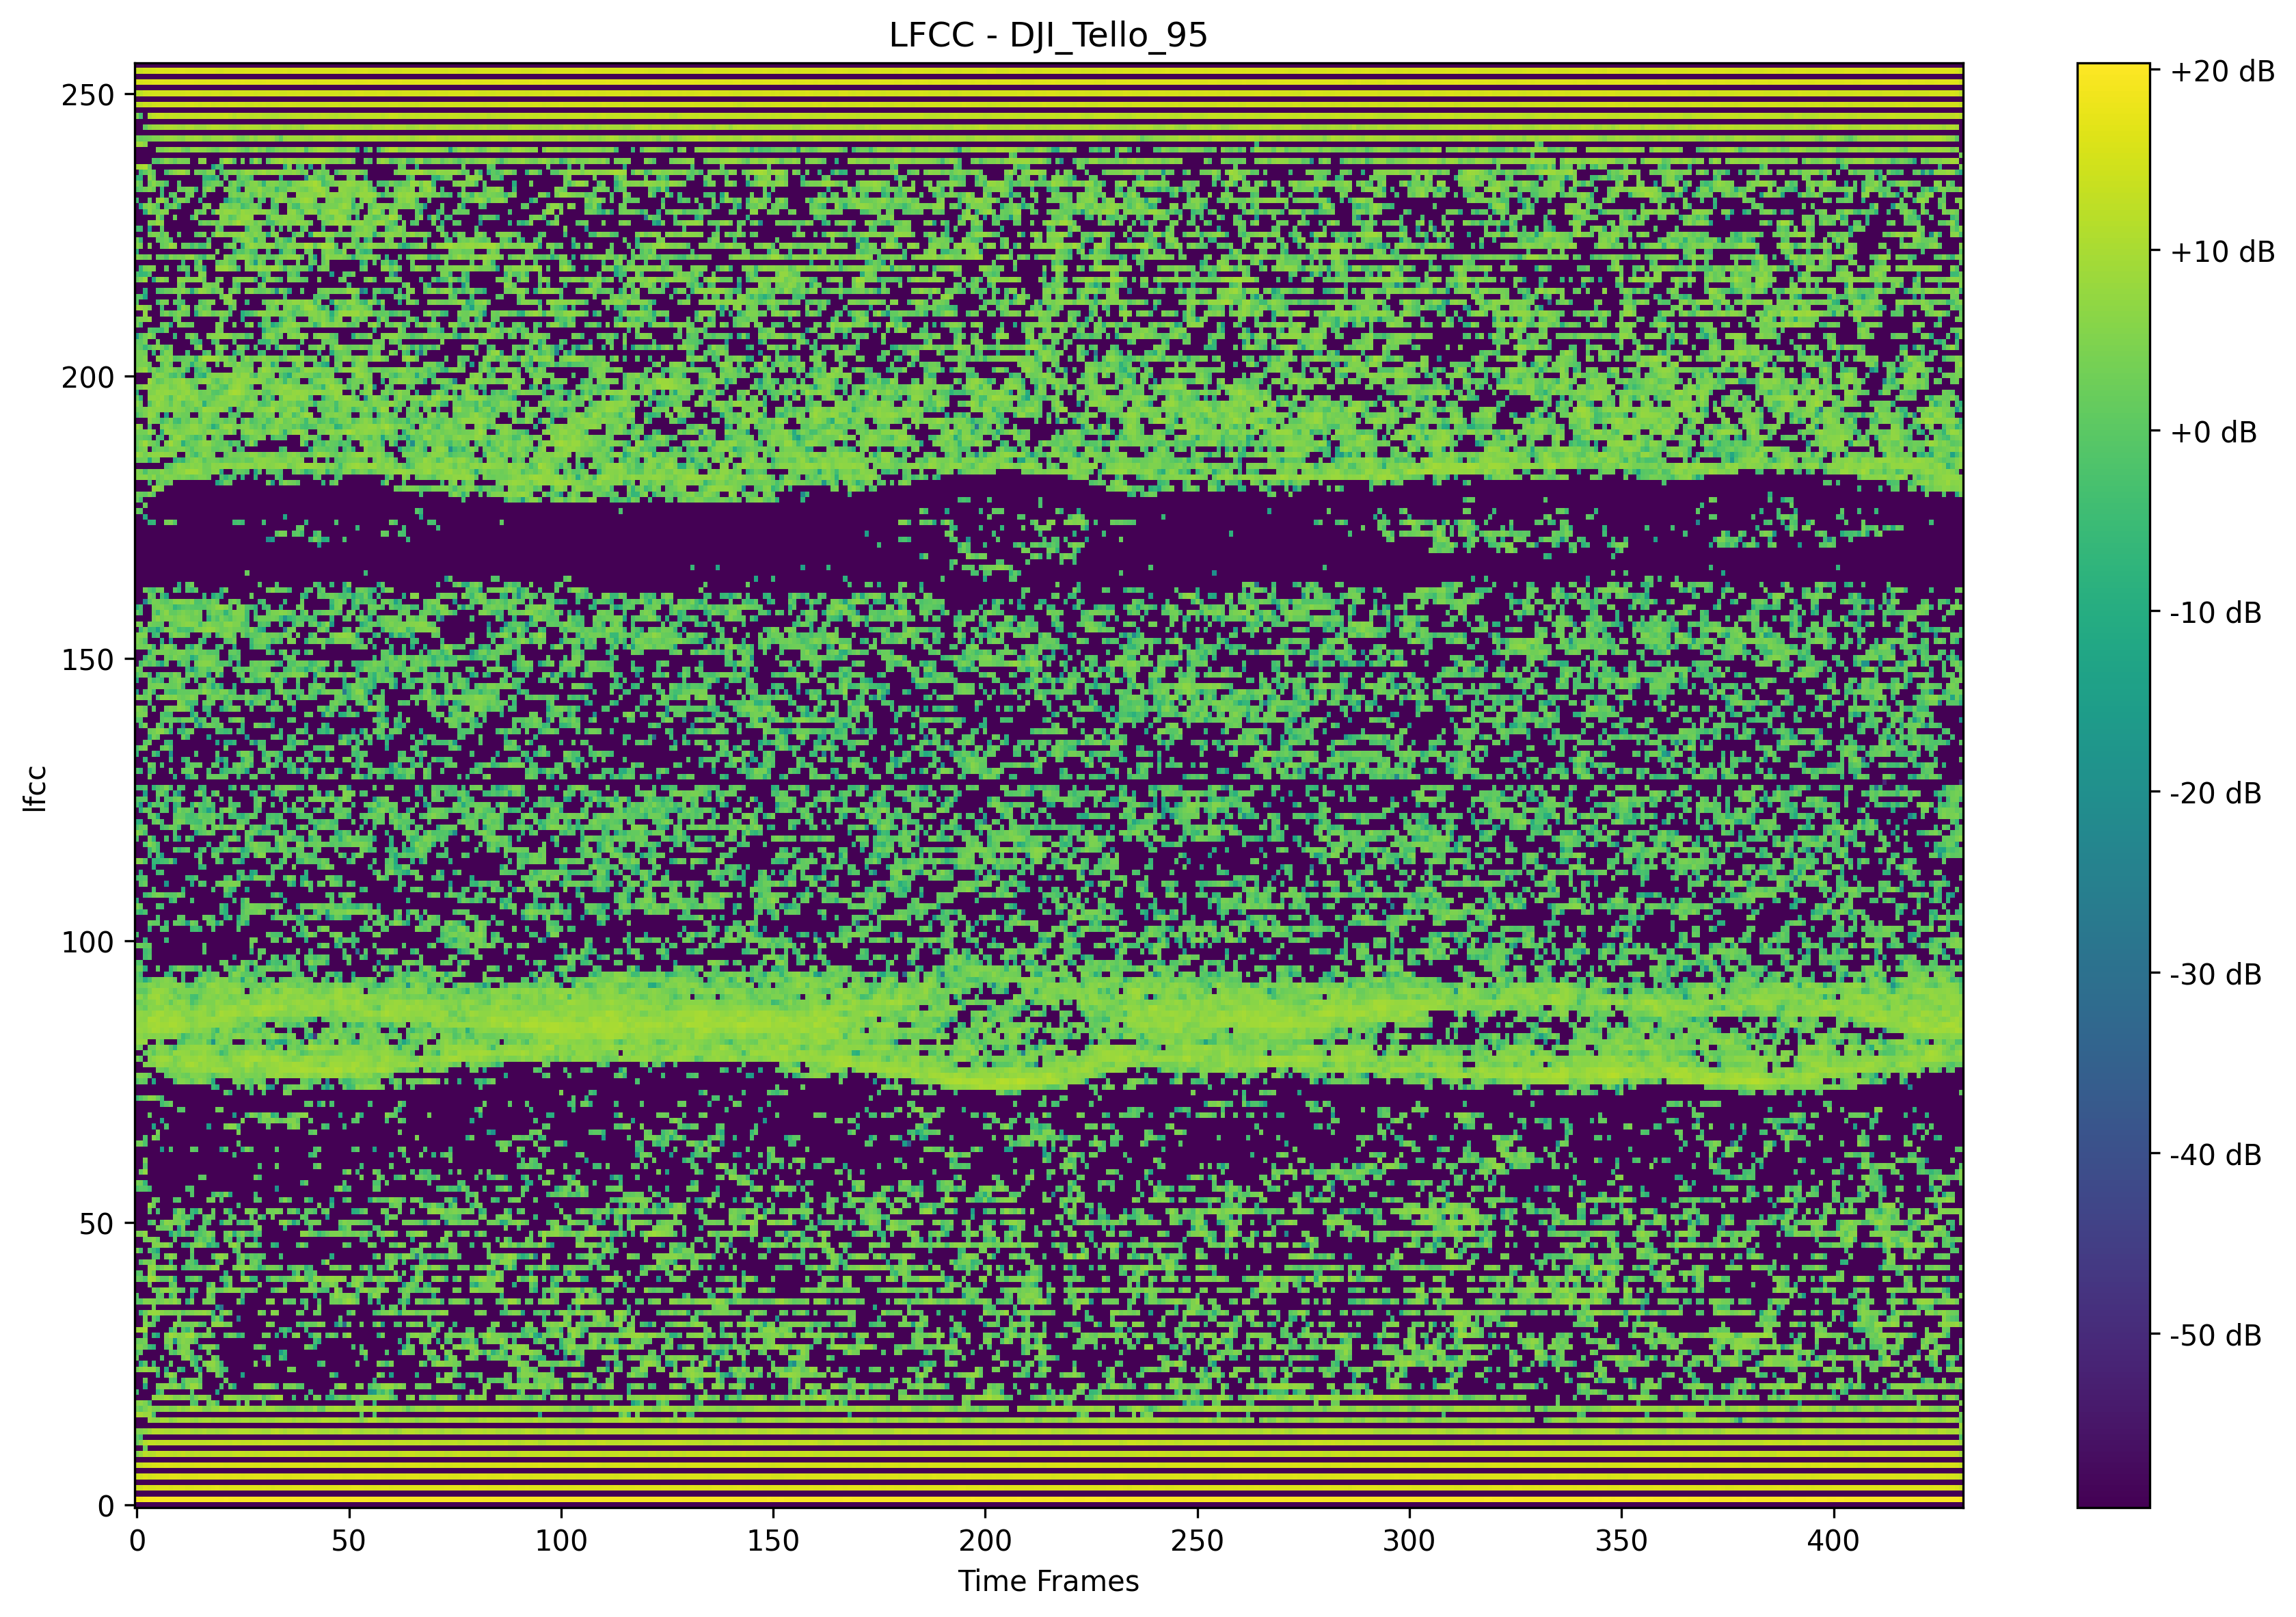 LFCC - DJI_Tello_95
250
200
150
100
50
0
lfcc
0 50 100 150 200 250 300 350 400
Time Frames
+20 dB
+10 dB
+0 dB
-10 dB
-20 dB
-30 dB
-40 dB
-50 dB